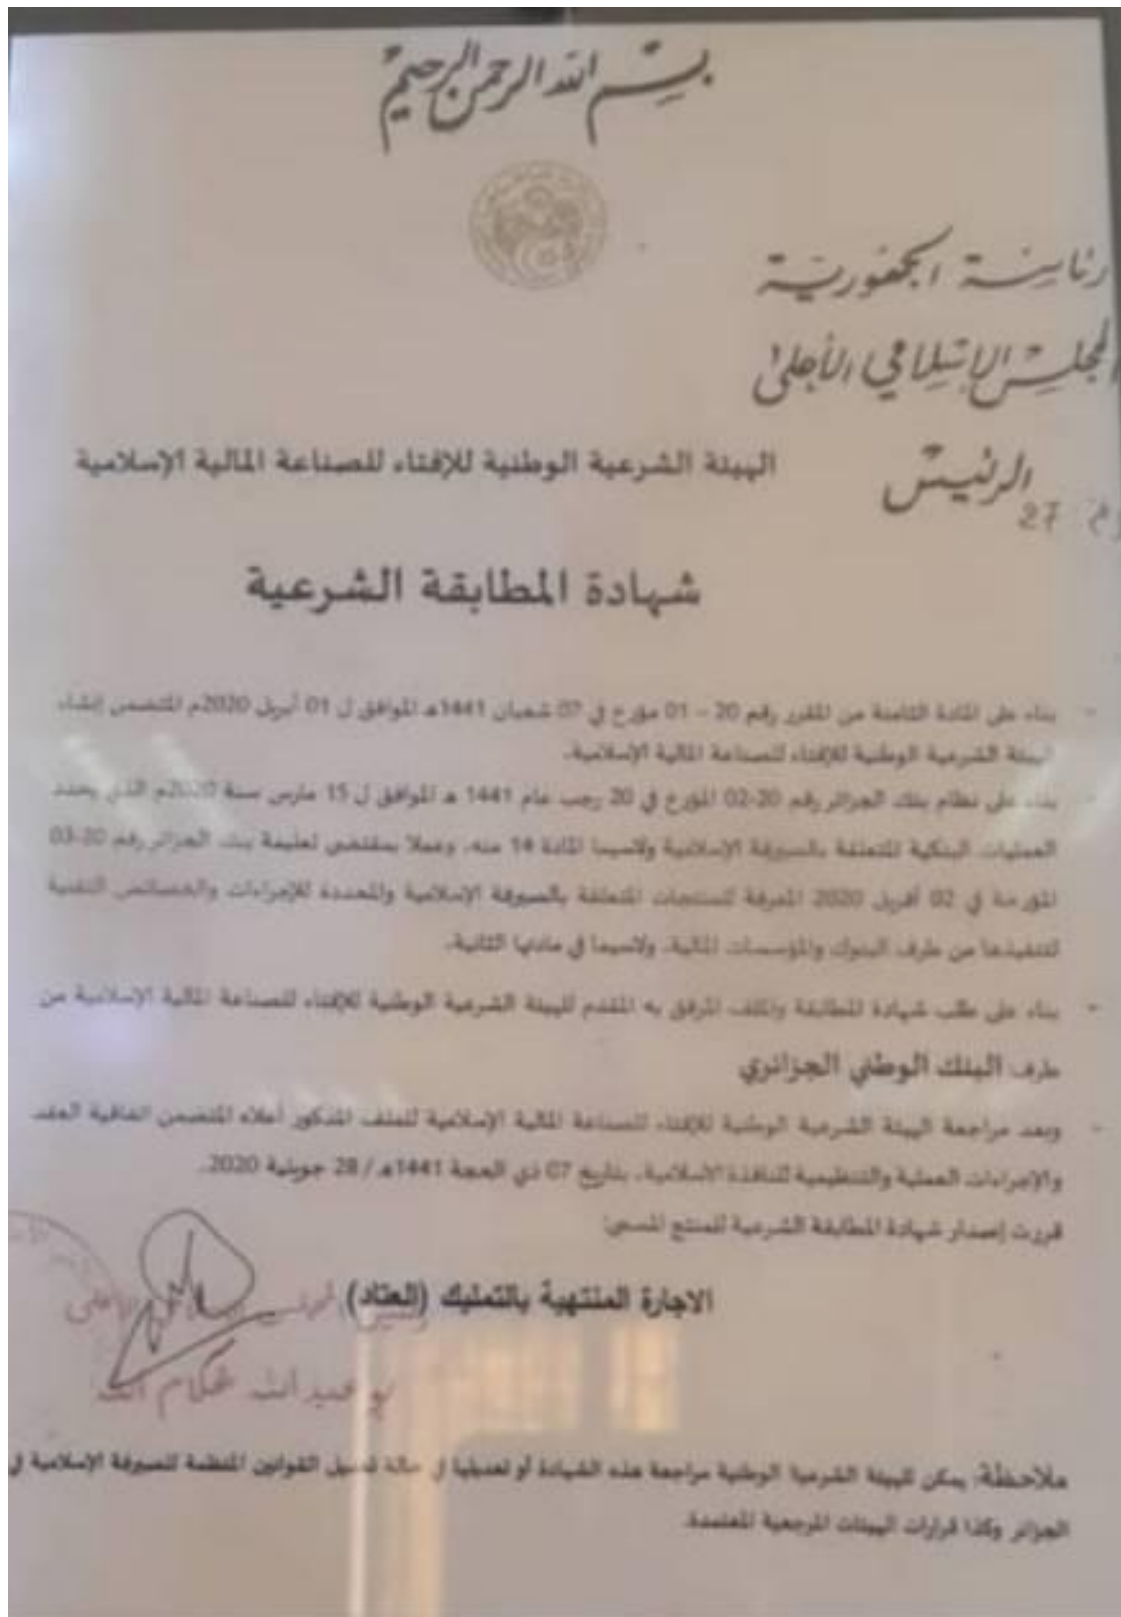 بسم الله الرحمن الرحيم
رئاسة الجمهورية
المجلس الإسلامي الأعلى
الرئيس
27
الهيئة الشرعية الوطنية للإفتاء للصناعة المالية الإسلامية
شهادة المطابقة الشرعية
- بناء على المادة الثامنة من المقرر رقم 20 – 01 مؤرخ في 07 شعبان 1441هـ الموافق ل 01 أبريل 2020م المتضمن إنشاء
الهيئة الشرعية الوطنية للإفتاء للصناعة المالية الإسلامية.
- بناء على نظام بنك الجزائر رقم 20-02 المؤرخ في 20 رجب عام 1441 هـ الموافق ل 15 مارس سنة 2020م الذي يحدد
العمليات البنكية المتعلقة بالصيرفة الإسلامية ولاسيما المادة 14 منه، وعملا بمقتضى تعليمة بنك الجزائر رقم 20-03
المؤرخة في 02 أفريل 2020 المعرفة للمنتجات المتعلقة بالصيرفة الإسلامية والمحددة للإجراءات والخصائص التقنية
لتنفيذها من طرف البنوك والمؤسسات المالية، ولاسيما في مادتها الثانية.
- بناء على طلب شهادة المطابقة والملف المرفق به المقدم للهيئة الشرعية الوطنية للإفتاء للصناعة المالية الإسلامية من
طرف البنك الوطني الجزائري
- وبعد مراجعة الهيئة الشرعية الوطنية للإفتاء للصناعة المالية الإسلامية للملف المذكور أعلاه المتضمن اتفاقية العقد
والإجراءات العملية والتنظيمية للنافذة الاسلامية، بتاريخ 07 ذي الحجة 1441هـ / 28 جويلية 2020.
قررت إصدار شهادة المطابقة الشرعية للمنتج المسمى:
الاجارة المنتهية بالتمليك (العتاد)
بوعبد الله غلام الله
ملاحظة: يمكن للهيئة الشرعية الوطنية مراجعة هذه الشهادة أو تعديلها في حالة تعديل القوانين المنظمة للصيرفة الإسلامية في
الجزائر وكذا قرارات الهيئات المرجعية المعتمدة.